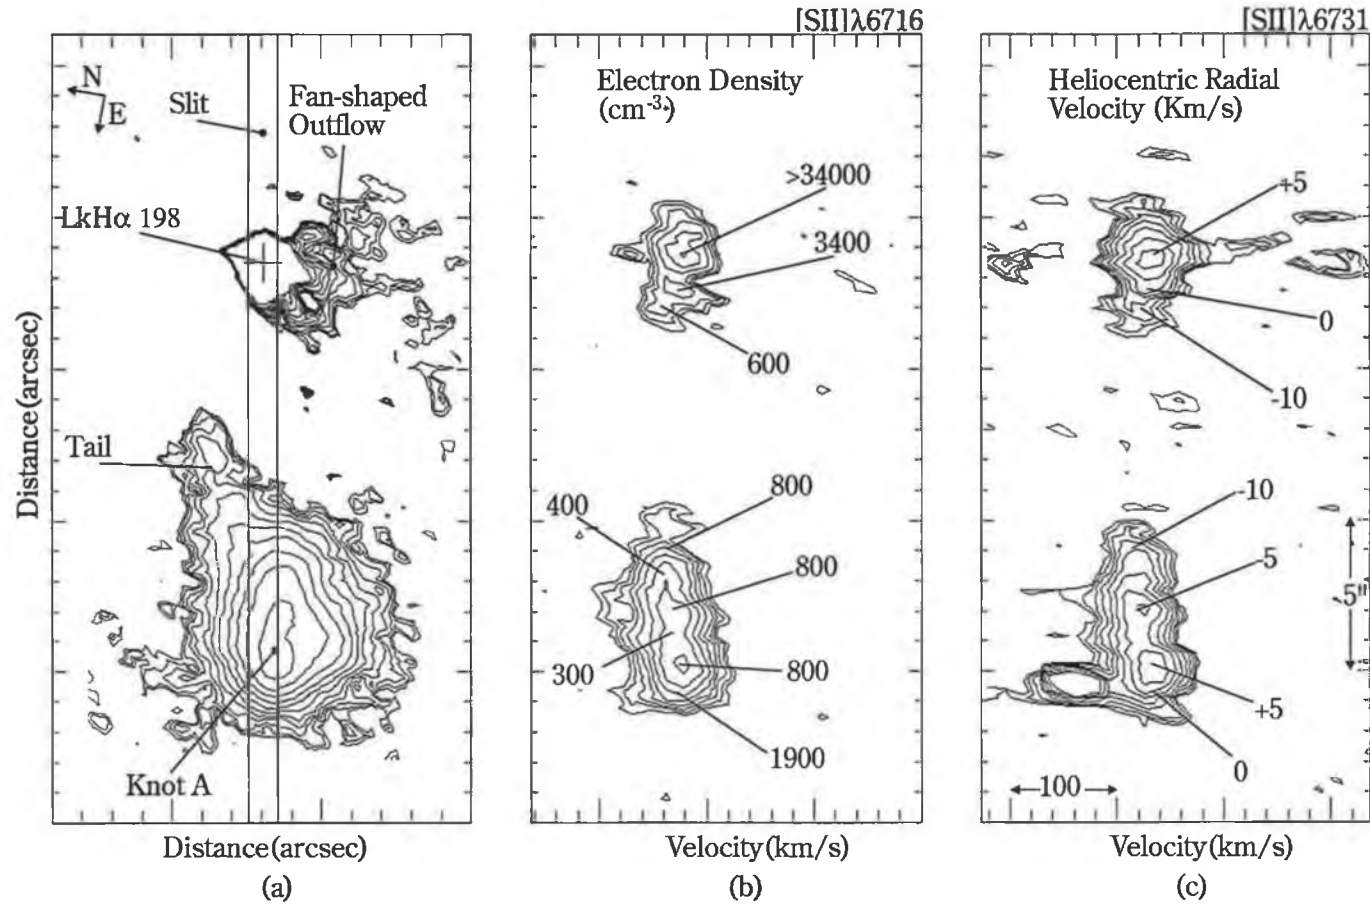 [SII]λ6716
[SII]λ6731
N
E
Slit
Fan-shaped
Outflow
LkHα 198
Tail
Knot A
Distance(arcsec)
Distance(arcsec)
(a)
Electron Density
(cm⁻³)
>34000
3400
600
400
800
800
300
800
1900
Velocity(km/s)
(b)
Heliocentric Radial
Velocity (Km/s)
+5
0
-10
-10
-5
5"
+5
0
100
Velocity(km/s)
(c)